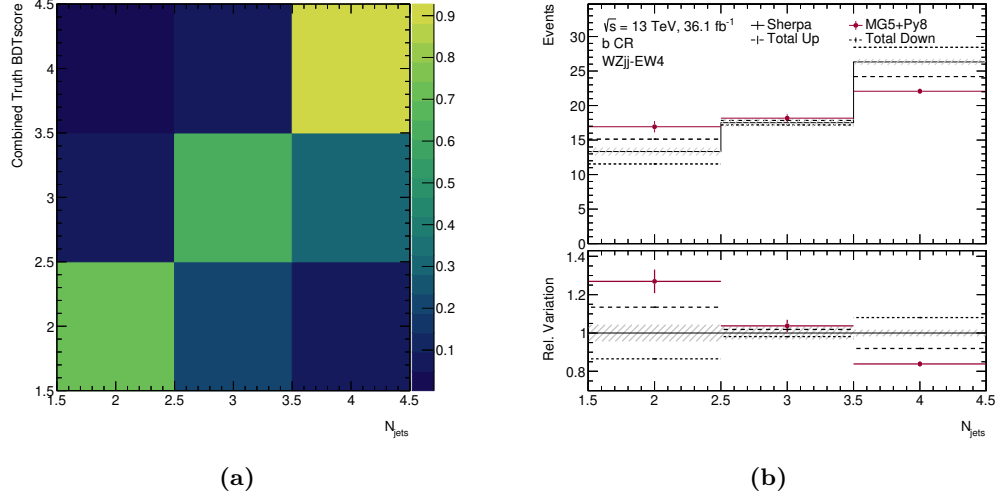 Combined Truth BDTscore
4.5
4
3.5
3
2.5
2
1.5
1.5 2 2.5 3 3.5 4 4.5
N_jets
0.9
0.8
0.7
0.6
0.5
0.4
0.3
0.2
0.1
(a)
Events
√s = 13 TeV, 36.1 fb⁻¹
b CR
WZjj-EW4
Sherpa MG5+Py8
Total Up Total Down
30
25
20
15
10
5
0
Rel. Variation
1.4
1.2
1
0.8
1.5 2 2.5 3 3.5 4 4.5
N_jets
(b)